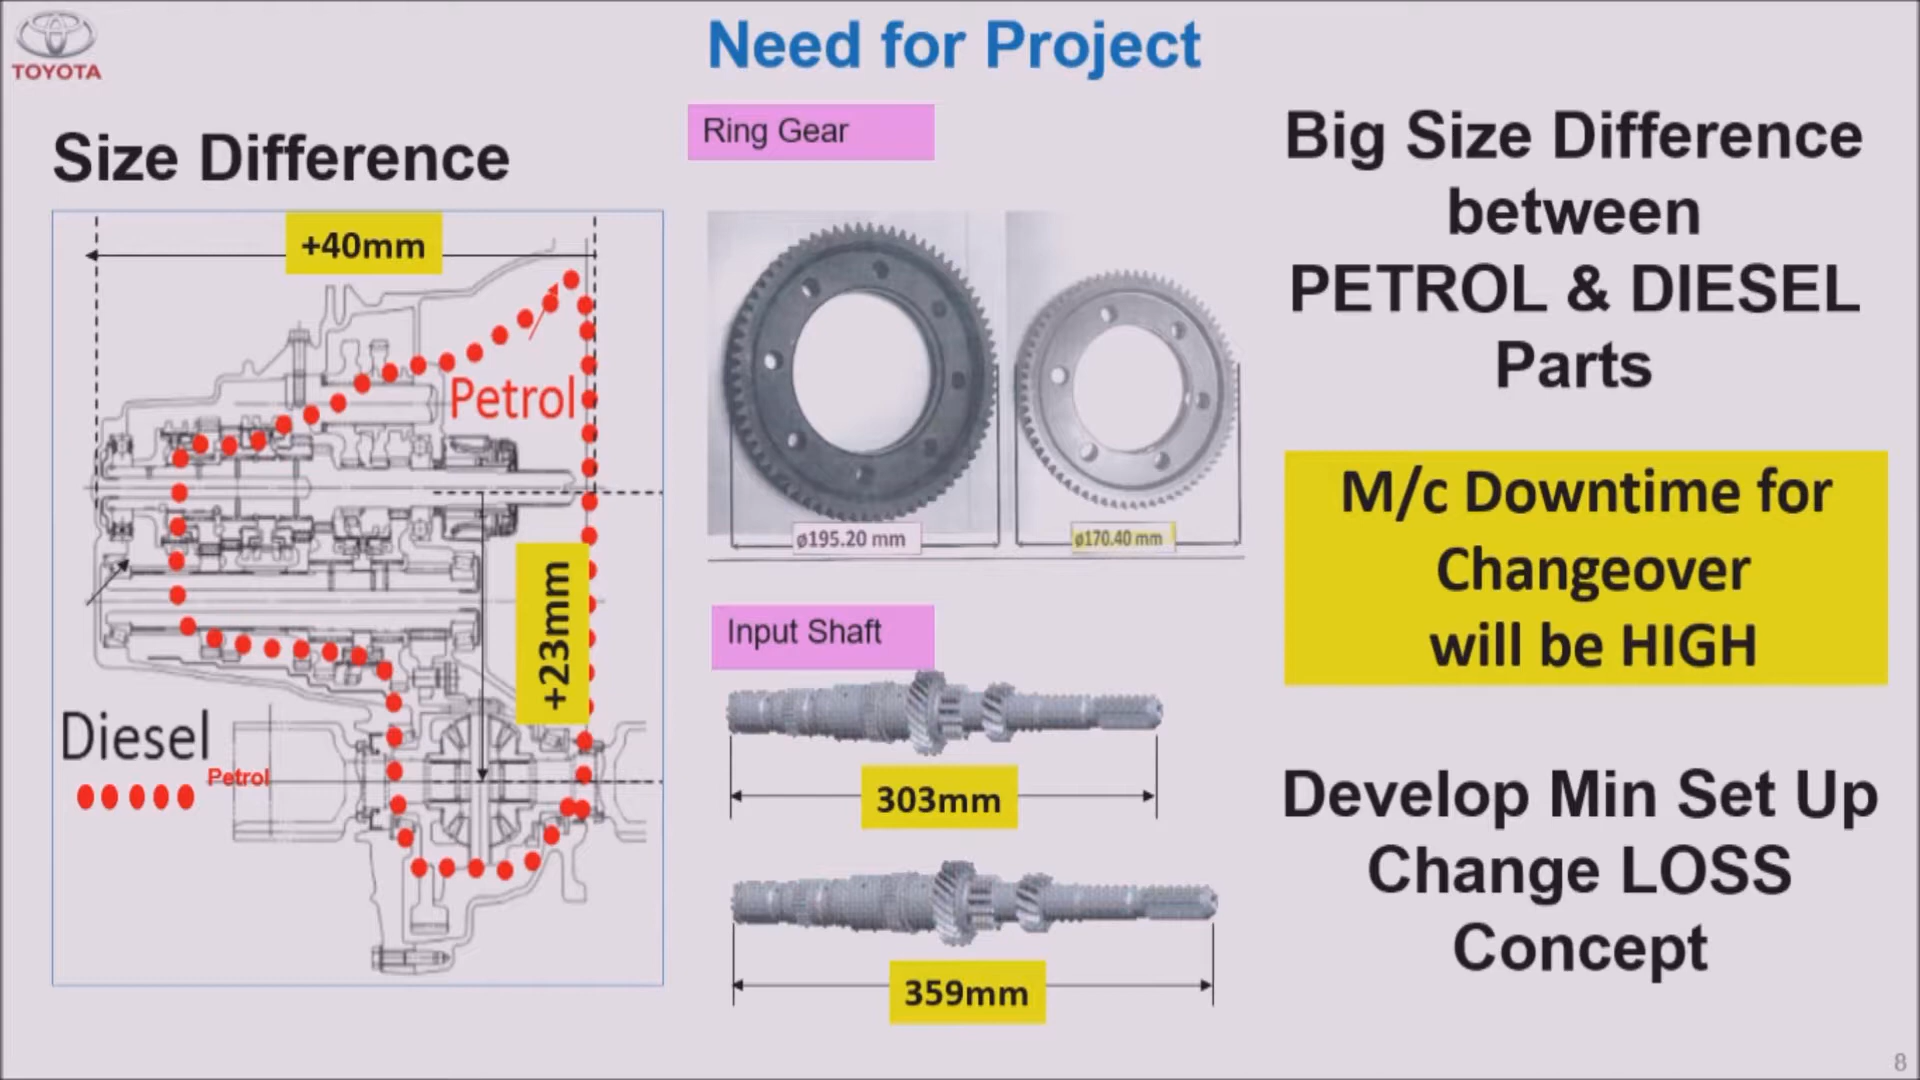 TOYOTA
Need for Project
Size Difference
+40mm
Petrol
+23mm
Diesel
Petrol
Ring Gear
ø195.20 mm
ø170.40 mm
Input Shaft
303mm
359mm
Big Size Difference
between
PETROL & DIESEL
Parts
M/c Downtime for
Changeover
will be HIGH
Develop Min Set Up
Change LOSS
Concept
8